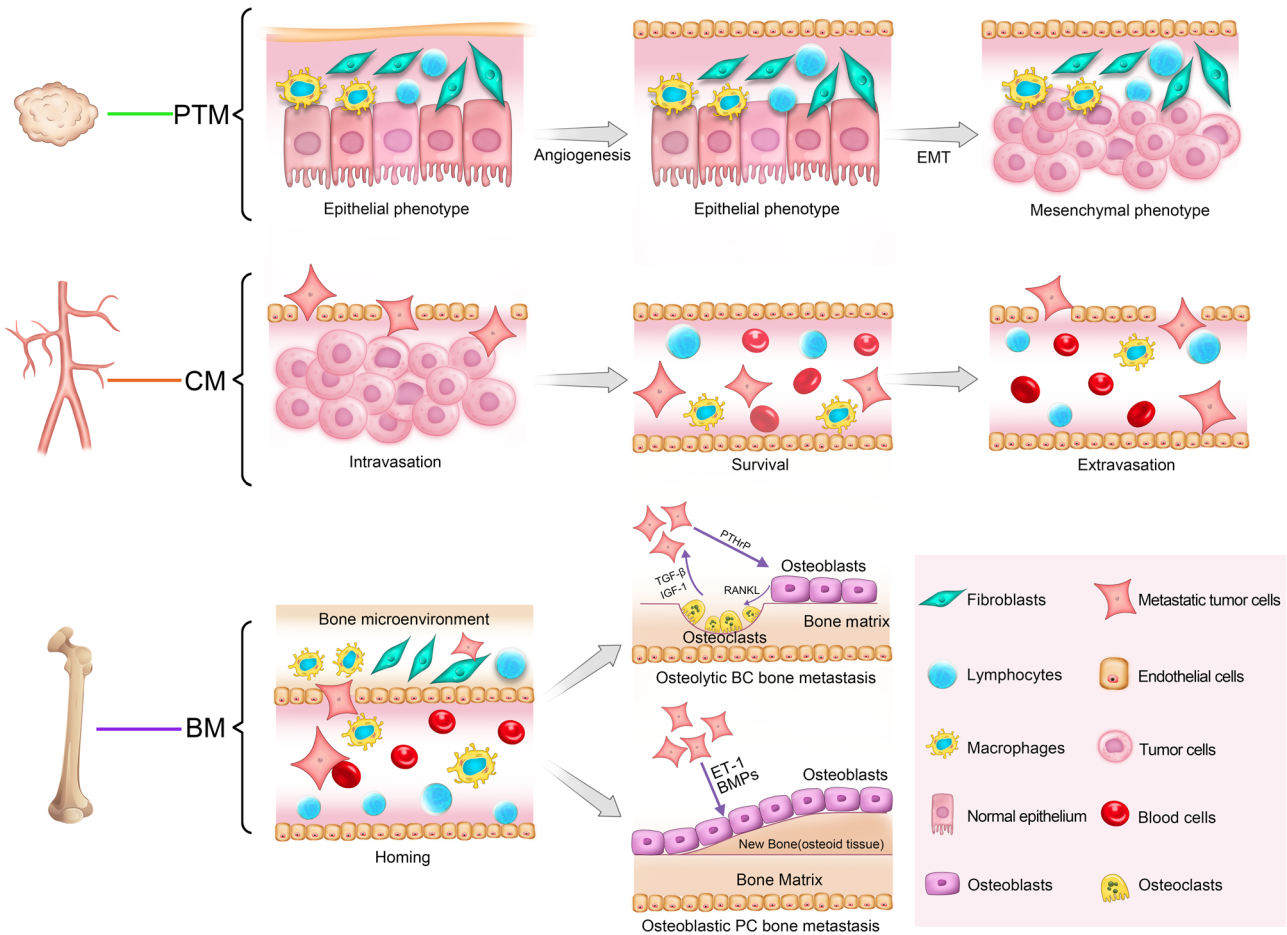 PTM
Angiogenesis
EMT
Epithelial phenotype
Epithelial phenotype
Mesenchymal phenotype
CM
Intravasation
Survival
Extravasation
BM
Bone microenvironment
Homing
PTHrP
TGF-β
IGF-1
RANKL
Osteoblasts
Osteoclasts
Bone matrix
Osteolytic BC bone metastasis
ET-1
BMPs
Osteoblasts
New Bone(osteoid tissue)
Bone Matrix
Osteoblastic PC bone metastasis
Fibroblasts
Metastatic tumor cells
Lymphocytes
Endothelial cells
Macrophages
Tumor cells
Normal epithelium
Blood cells
Osteoblasts
Osteoclasts